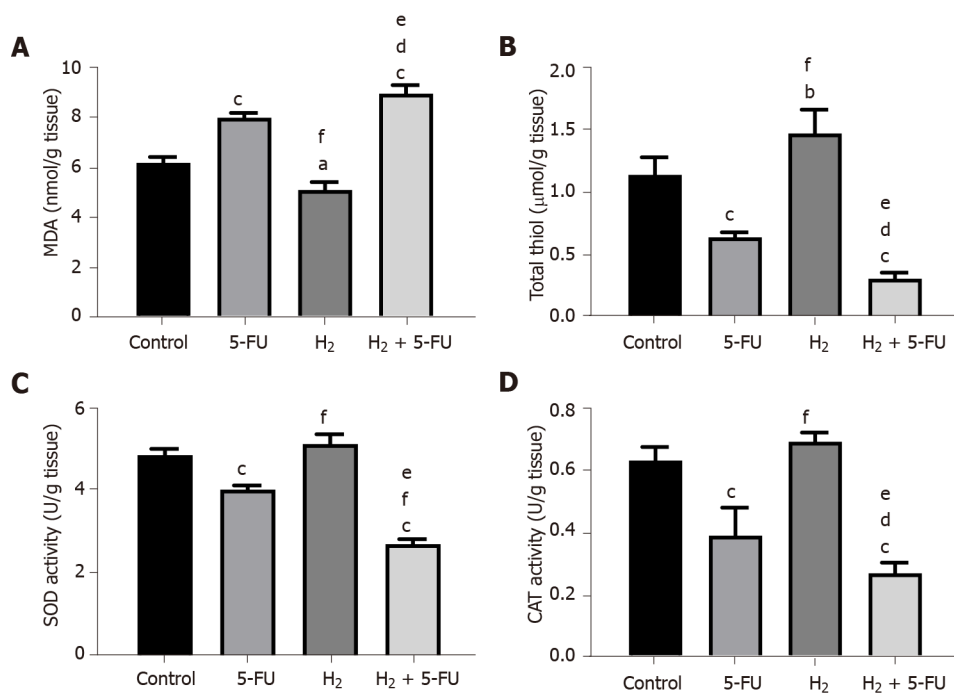 A
MDA (nmol/g tissue)
10
8
6
4
2
0
c
f
a
e
d
c
Control
5-FU
H₂
H₂ + 5-FU
B
Total thiol (μmol/g tissue)
2.0
1.5
1.0
0.5
0.0
c
f
b
e
d
c
Control
5-FU
H₂
H₂ + 5-FU
C
SOD activity (U/g tissue)
6
4
2
0
c
f
e
f
c
Control
5-FU
H₂
H₂ + 5-FU
D
CAT activity (U/g tissue)
0.8
0.6
0.4
0.2
0.0
c
f
e
d
c
Control
5-FU
H₂
H₂ + 5-FU